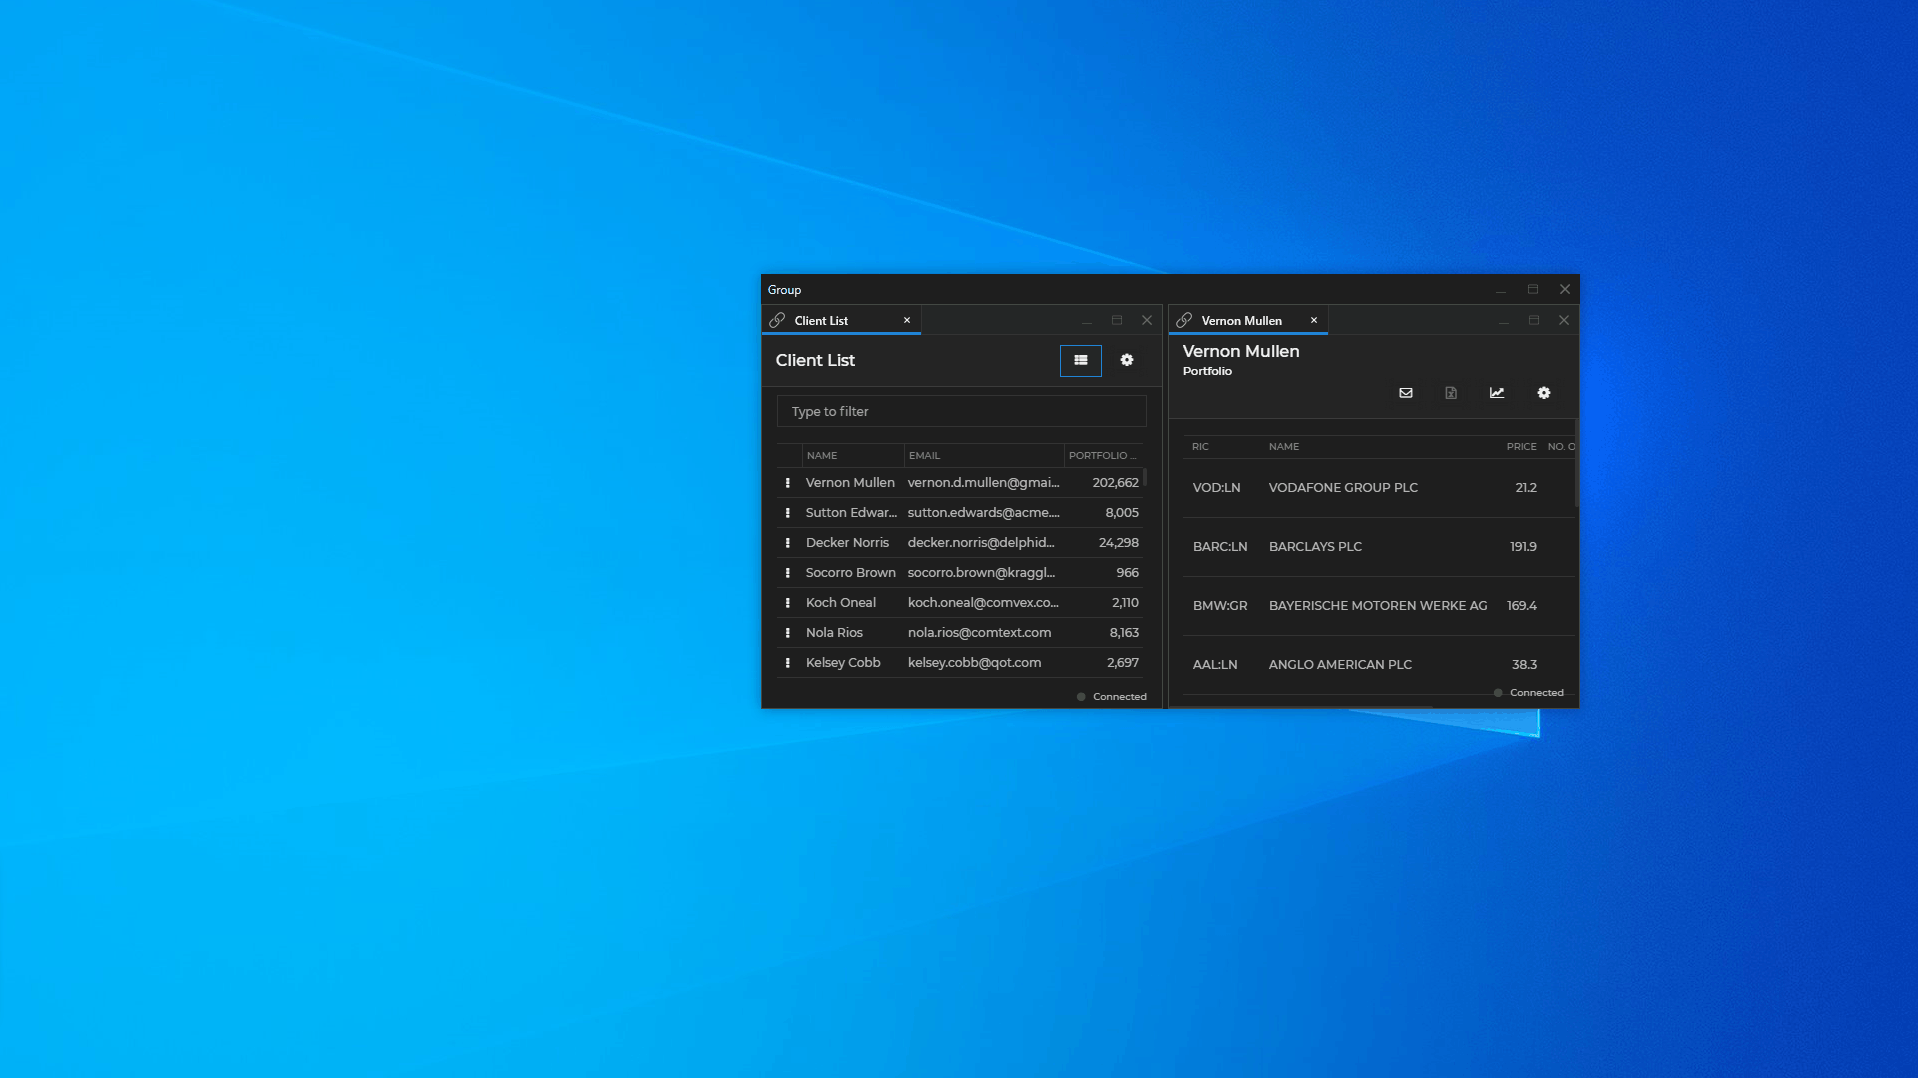 Group
Client List
Client List
Type to filter
NAME EMAIL PORTFOLIO ...
Vernon Mullen vernon.d.mullen@gmai... 202,662
Sutton Edwar... sutton.edwards@acme.... 8,005
Decker Norris decker.norris@delphid... 24,298
Socorro Brown socorro.brown@kraggl... 966
Koch Oneal koch.oneal@comvex.co... 2,110
Nola Rios nola.rios@comtext.com 8,163
Kelsey Cobb kelsey.cobb@qot.com 2,697
Connected
Vernon Mullen
Vernon Mullen
Portfolio
RIC NAME PRICE NO. O
VOD:LN VODAFONE GROUP PLC 21.2
BARC:LN BARCLAYS PLC 191.9
BMW:GR BAYERISCHE MOTOREN WERKE AG 169.4
AAL:LN ANGLO AMERICAN PLC 38.3
Connected